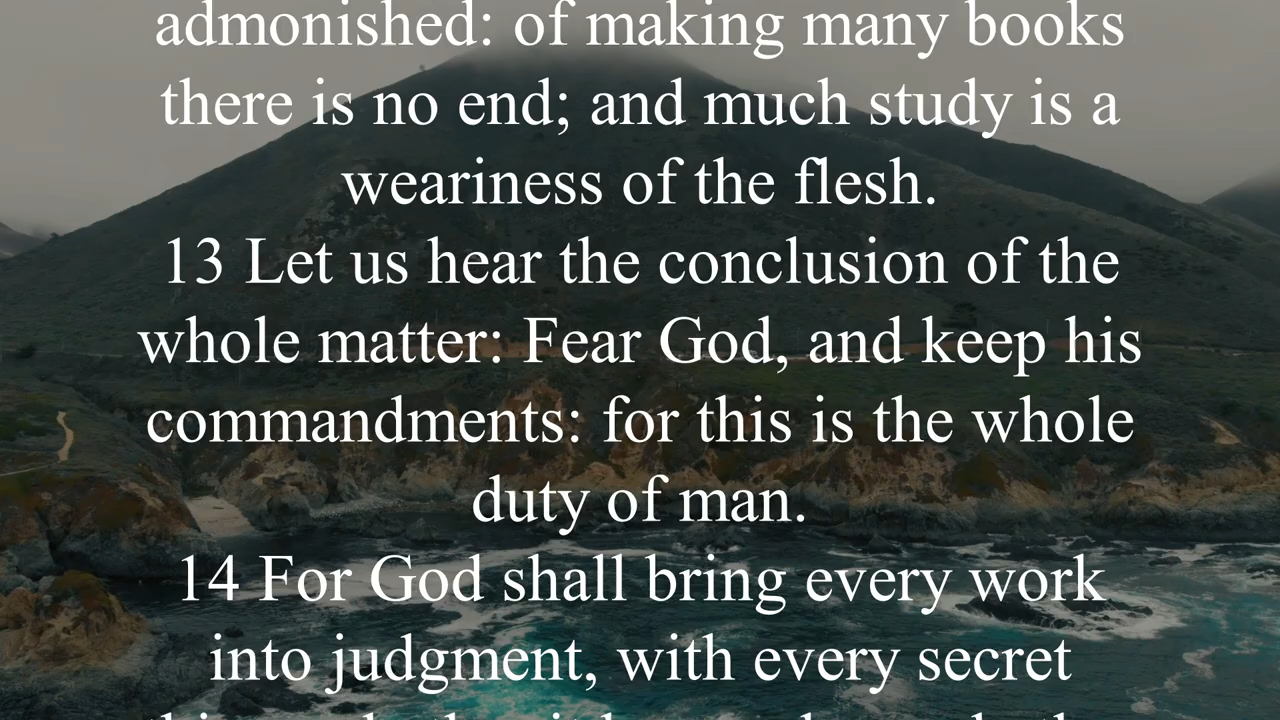 admonished: of making many books
there is no end; and much study is a
weariness of the flesh.
13 Let us hear the conclusion of the
whole matter: Fear God, and keep his
commandments: for this is the whole
duty of man.
14 For God shall bring every work
into judgment, with every secret